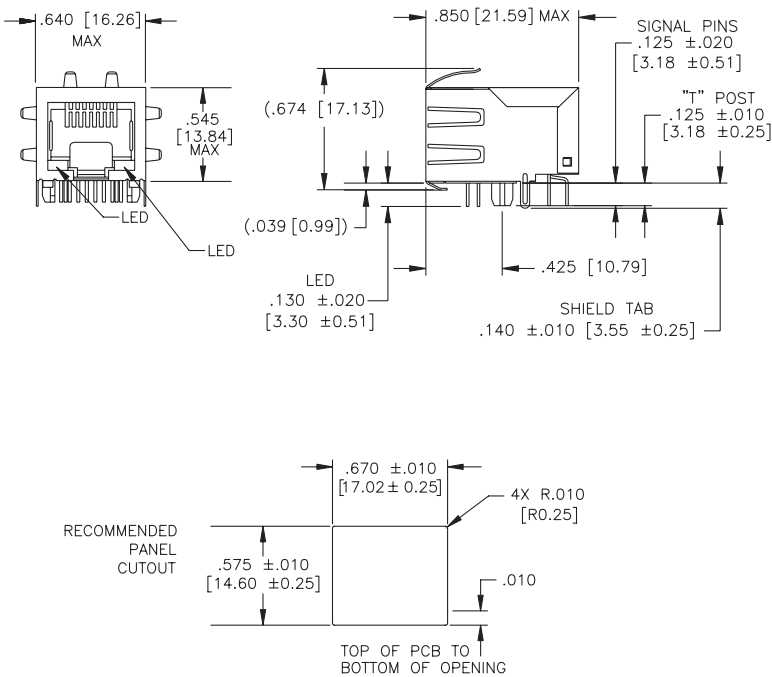 .640 [16.26]
MAX
.545
[13.84]
MAX
LED
LED
.850 [21.59] MAX
SIGNAL PINS
.125 ±.020
[3.18 ±0.51]
"T" POST
.125 ±.010
[3.18 ±0.25]
(.674 [17.13])
(.039 [0.99])
.425 [10.79]
LED
.130 ±.020
[3.30 ±0.51]
SHIELD TAB
.140 ±.010 [3.55 ±0.25]
.670 ±.010
[17.02 ± 0.25]
4X R.010
[R0.25]
RECOMMENDED
PANEL
CUTOUT
.575 ±.010
[14.60 ±0.25]
.010
TOP OF PCB TO
BOTTOM OF OPENING